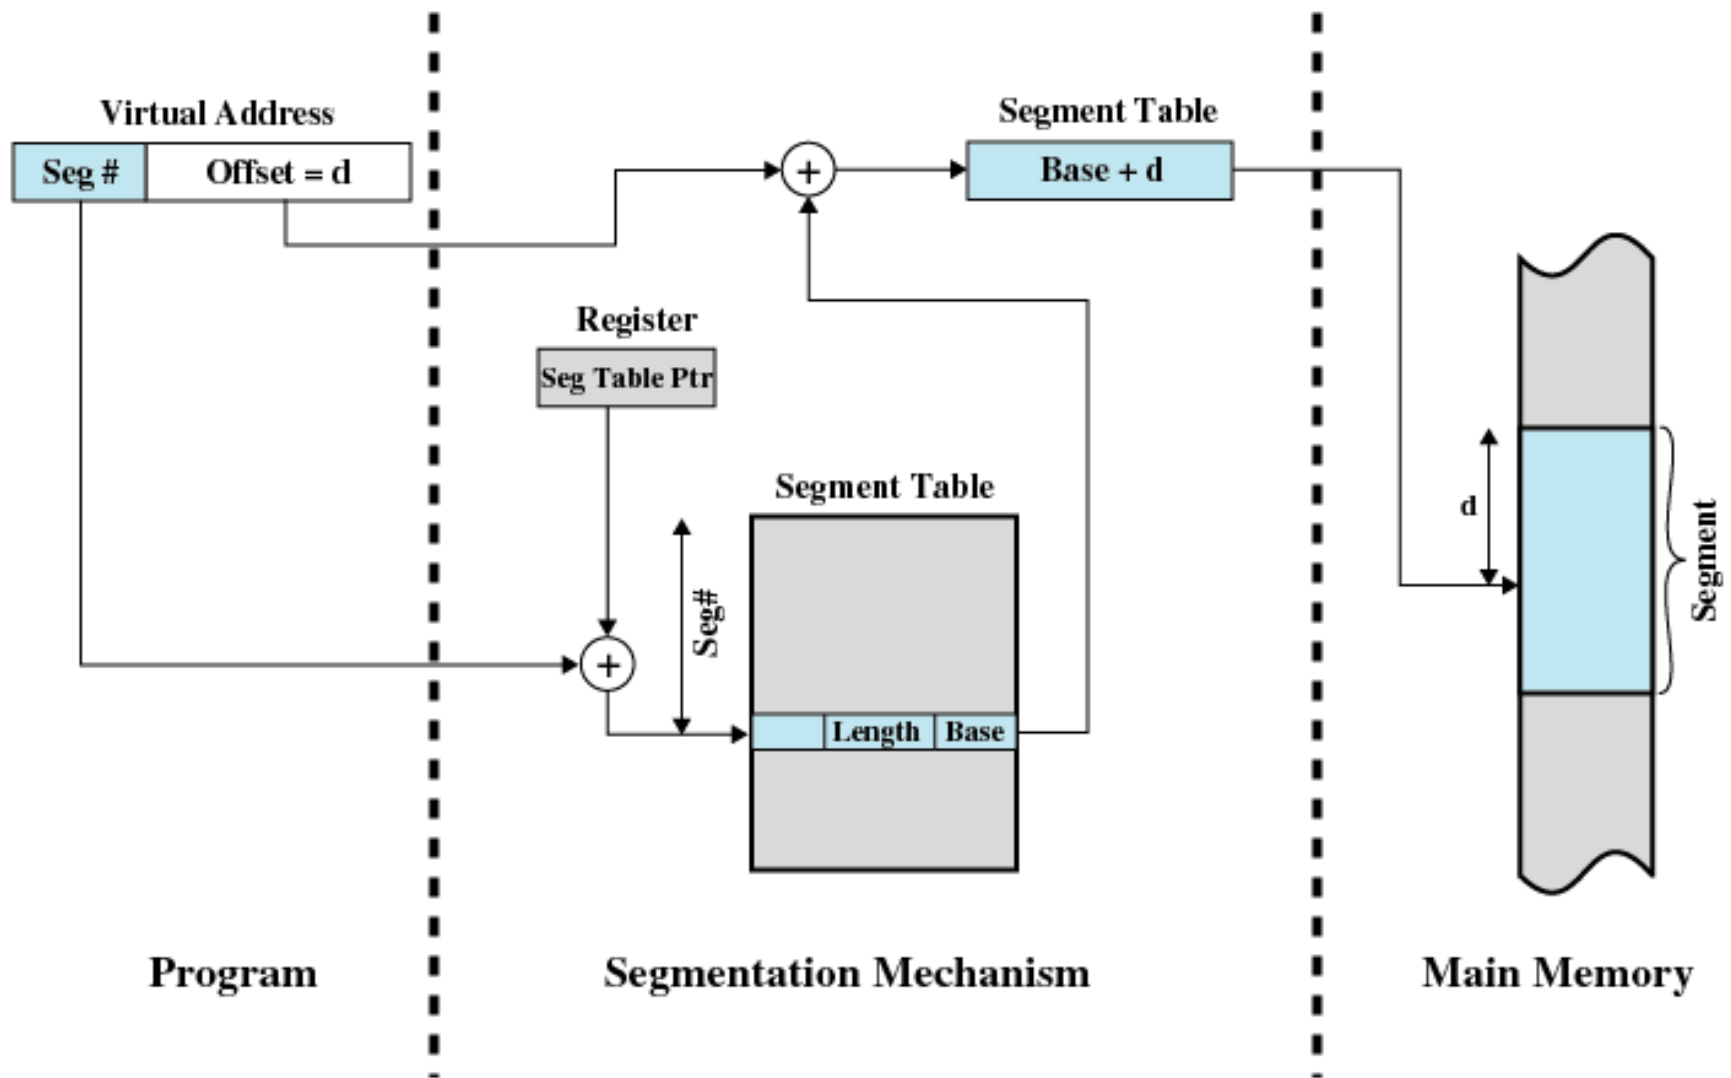 Virtual Address
Seg #
Offset = d
Segment Table
Base + d
+
Register
Seg Table Ptr
Segment Table
Seg#
+
Length
Base
d
Segment
Program
Segmentation Mechanism
Main Memory